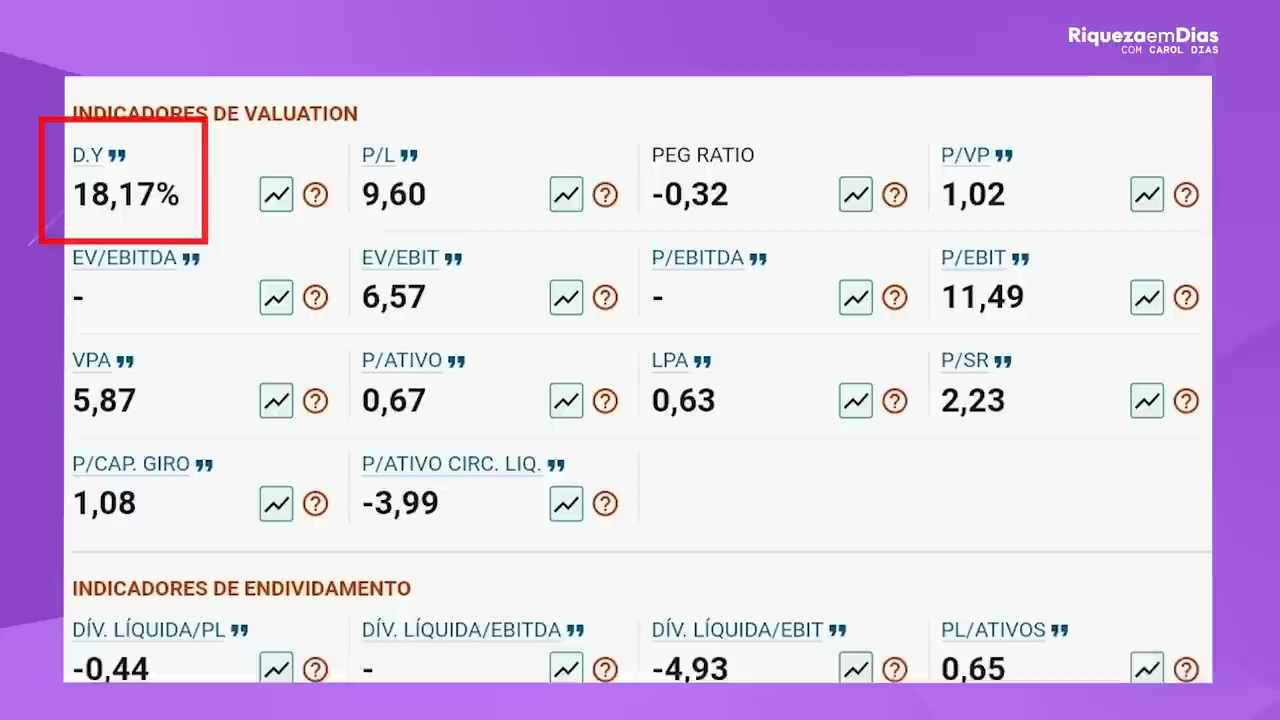 RiquezaemDias
COM CAROL DIAS
INDICADORES DE VALUATION
D.Y
P/L
PEG RATIO
P/VP
18,17%
9,60
-0,32
1,02
EV/EBITDA
EV/EBIT
P/EBITDA
P/EBIT
-
6,57
-
11,49
VPA
P/ATIVO
LPA
P/SR
5,87
0,67
0,63
2,23
P/CAP. GIRO
P/ATIVO CIRC. LIQ.
1,08
-3,99
INDICADORES DE ENDIVIDAMENTO
DÍV. LÍQUIDA/PL
DÍV. LÍQUIDA/EBITDA
DÍV. LÍQUIDA/EBIT
PL/ATIVOS
-0,44
-
-4,93
0,65